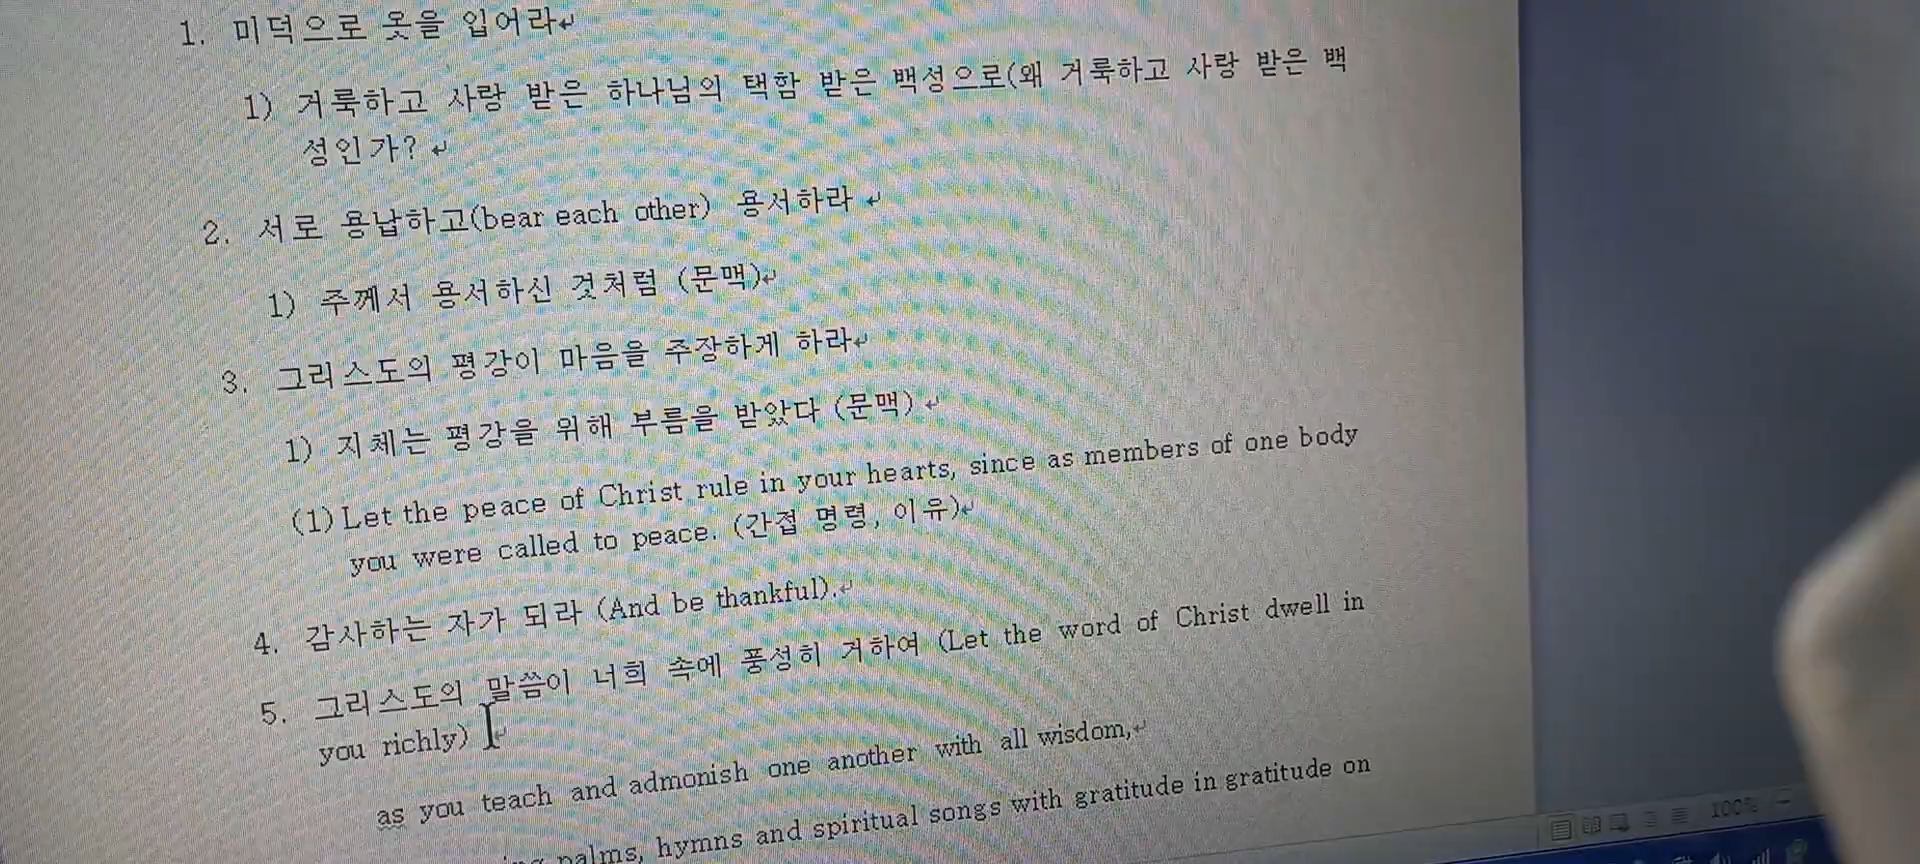 1. 미덕으로 옷을 입어라
1) 거룩하고 사랑 받은 하나님의 택함 받은 백성으로(왜 거룩하고 사랑 받은 백
성인가?
2. 서로 용납하고(bear each other) 용서하라
1) 주께서 용서하신 것처럼 (문맥)
3. 그리스도의 평강이 마음을 주장하게 하라
1) 지체는 평강을 위해 부름을 받았다 (문맥)
(1) Let the peace of Christ rule in your hearts, since as members of one body
you were called to peace. (간접 명령, 이유)
4. 감사하는 자가 되라 (And be thankful).
5. 그리스도의 말씀이 너희 속에 풍성히 거하여 (Let the word of Christ dwell in
you richly)
as you teach and admonish one another with all wisdom,
palms, hymns and spiritual songs with gratitude in gratitude on
100%